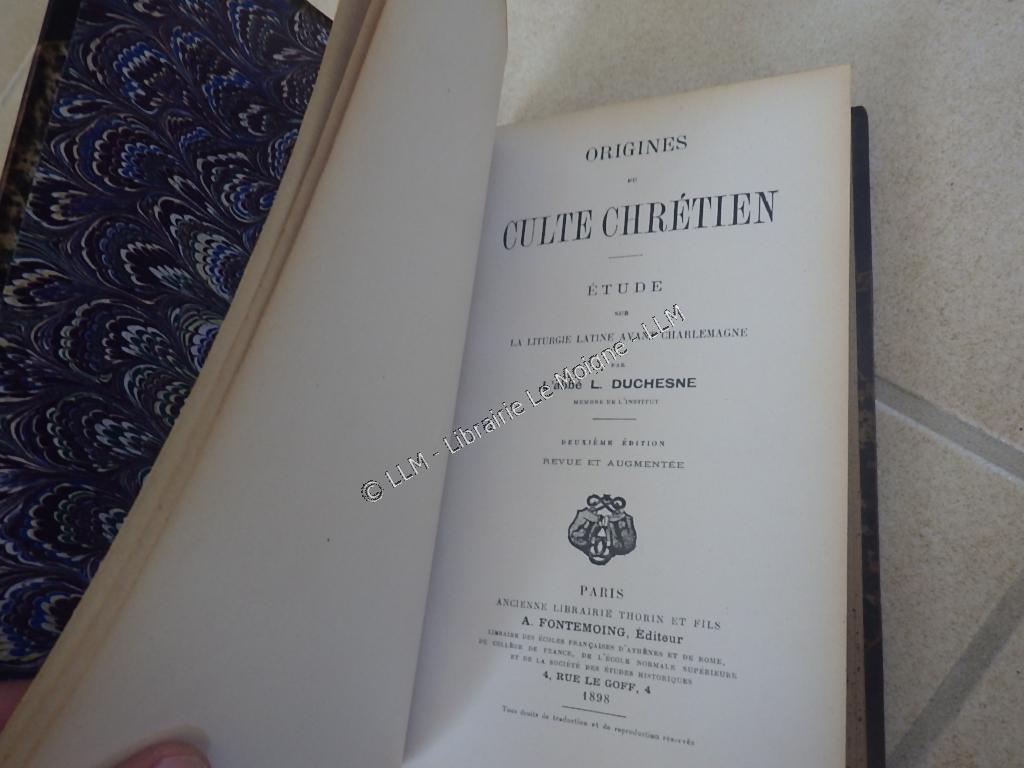 ORIGINES
DU
CULTE CHRÉTIEN
ÉTUDE
SUR
LA LITURGIE LATINE AVANT CHARLEMAGNE
PAR
L'abbé L. DUCHESNE
MEMBRE DE L'INSTITUT
DEUXIÈME ÉDITION
REVUE ET AUGMENTÉE
PARIS
ANCIENNE LIBRAIRIE THORIN ET FILS
A. FONTEMOING, Éditeur
LIBRAIRE DES ÉCOLES FRANÇAISES D'ATHÈNES ET DE ROME,
DU COLLÈGE DE FRANCE, DE L'ÉCOLE NORMALE SUPÉRIEURE
ET DE LA SOCIÉTÉ DES ÉTUDES HISTORIQUES
4, RUE LE GOFF, 4
1898
Tous droits de traduction et de reproduction réservés
© LLM - Librairie Le Moigne - LLM